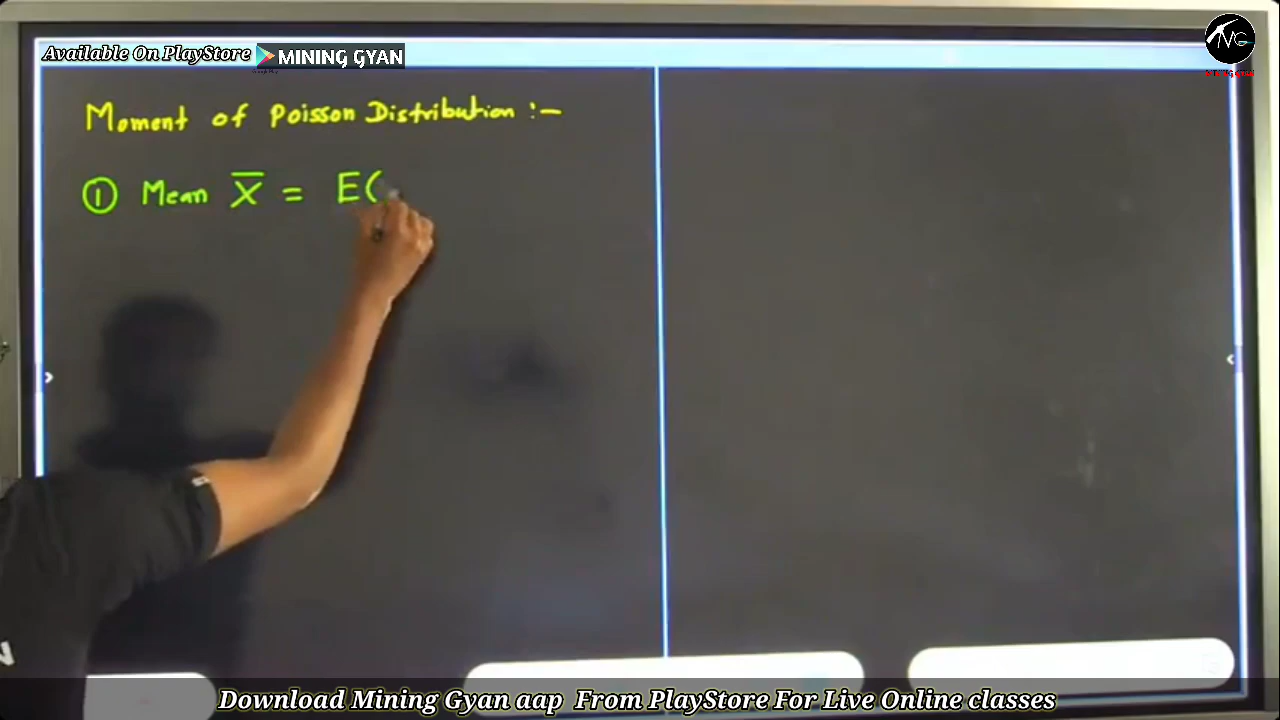 Available On PlayStore MINING GYAN
Moment of Poisson Distribution :-
① Mean X̅ = E(
Download Mining Gyan aap From PlayStore For Live Online classes